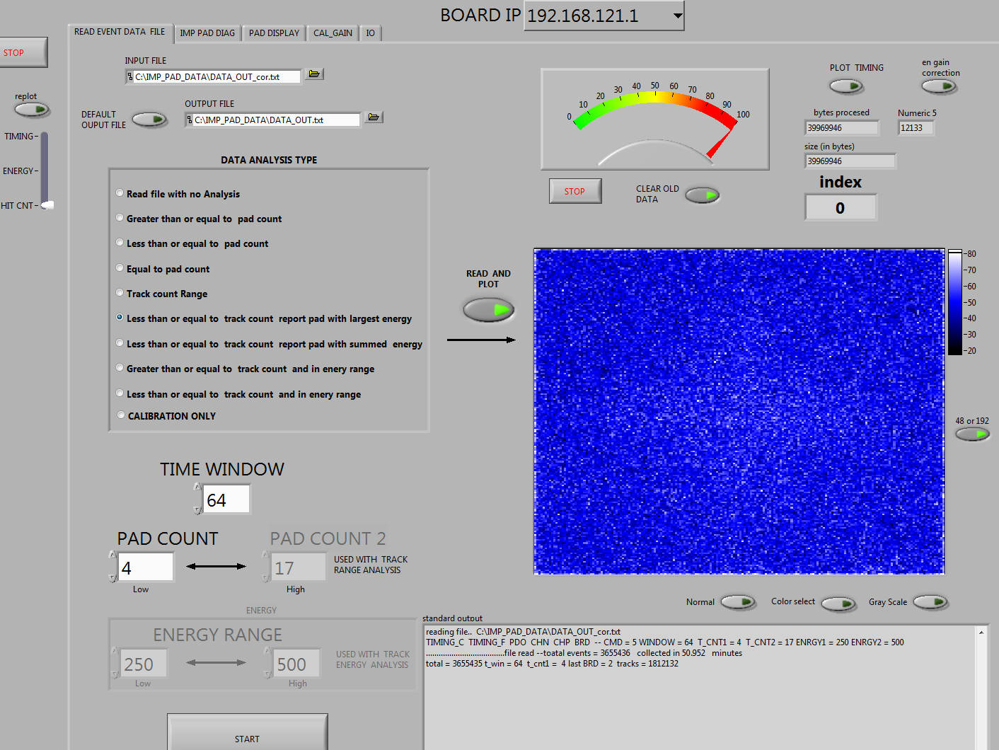 BOARD IP 192.168.121.1
READ EVENT DATA FILE IMP PAD DIAG PAD DISPLAY CAL_GAIN IO
STOP
replot
TIMING
ENERGY
HIT CNT
INPUT FILE
C:\IMP_PAD_DATA\DATA_OUT_cor.txt
DEFAULT
OUPUT FILE
OUTPUT FILE
C:\IMP_PAD_DATA\DATA_OUT.txt
DATA ANALYSIS TYPE
Read file with no Analysis
Greater than or equal to pad count
Less than or equal to pad count
Equal to pad count
Track count Range
Less than or equal to track count report pad with largest energy
Less than or equal to track count report pad with summed energy
Greater than or equal to track count and in enery range
Less than or equal to track count and in enery range
CALIBRATION ONLY
0 10 20 30 40 50 60 70 80 90 100
STOP
CLEAR OLD
DATA
PLOT TIMING
en gain
correction
bytes procesed
39969946
Numeric 5
12133
size (in bytes)
39969946
index
0
READ AND
PLOT
80
70
60
50
40
30
20
48 or 192
TIME WINDOW
64
PAD COUNT
4
Low
PAD COUNT 2
17
High
USED WITH TRACK
RANGE ANALYSIS
ENERGY
ENERGY RANGE
250
Low
500
High
USED WITH TRACK
ENERGY ANALYSIS
START
Normal
Color select
Gray Scale
standard output
reading file.. C:\IMP_PAD_DATA\DATA_OUT_cor.txt
TIMING_C TIMING_F PDO CHN CHP BRD -- CMD = 5 WINDOW = 64 T_CNT1 = 4 T_CNT2 = 17 ENRGY1 = 250 ENRGY2 = 500
.....................................file read --toatal events = 3655436 collected in 50.952 minutes
total = 3655435 t_win = 64 t_cnt1 = 4 last BRD = 2 tracks = 1812132